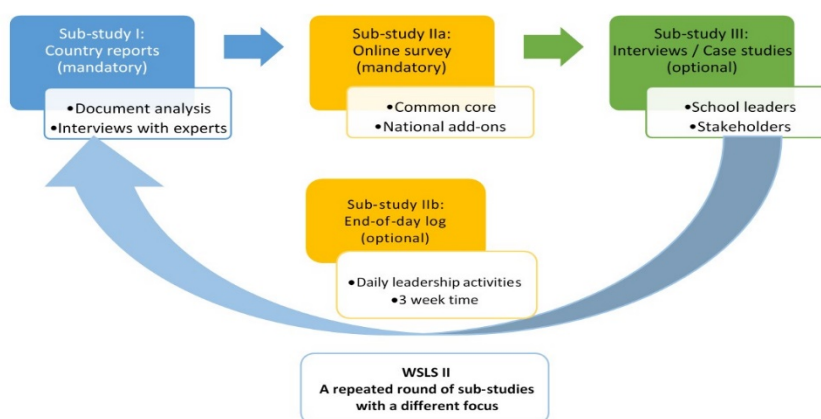 Sub-study I:
Country reports
(mandatory)
•Document analysis
•Interviews with experts
Sub-study IIa:
Online survey
(mandatory)
•Common core
•National add-ons
Sub-study III:
Interviews / Case studies
(optional)
•School leaders
•Stakeholders
Sub-study IIb:
End-of-day log
(optional)
•Daily leadership activities
•3 week time
WSLS II
A repeated round of sub-studies
with a different focus